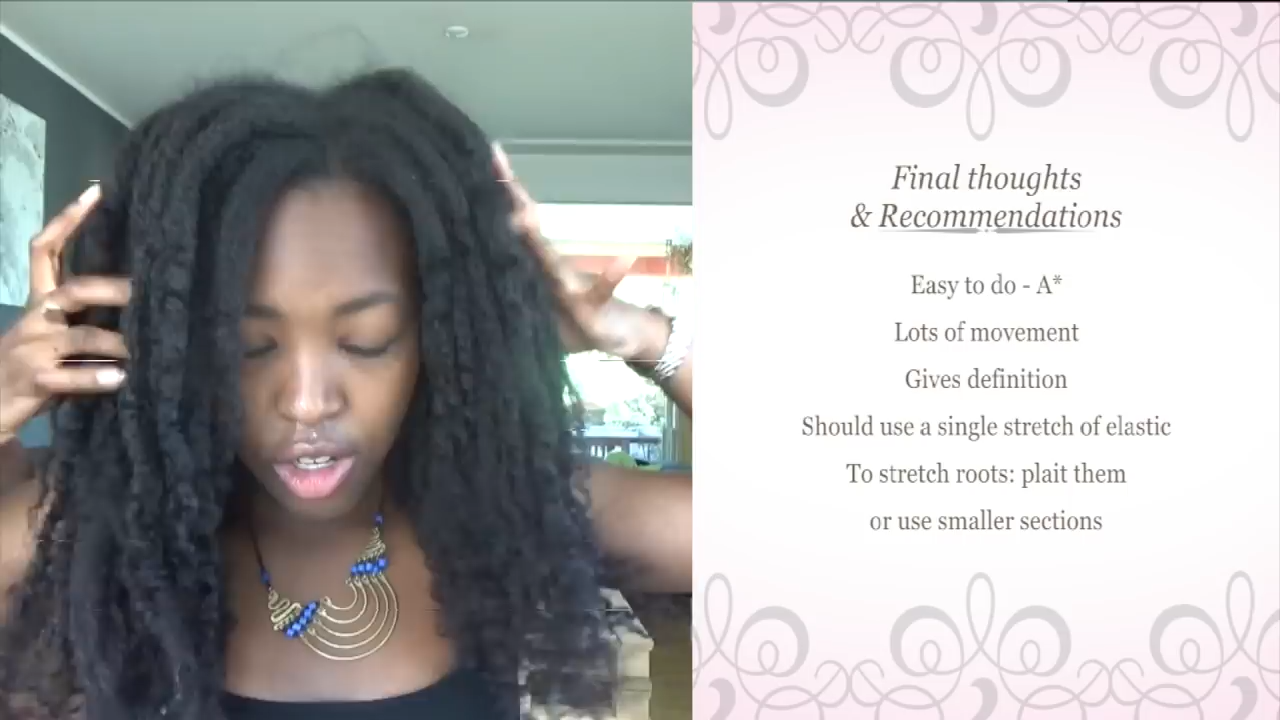 Final thoughts
& Recommendations
Easy to do - A*
Lots of movement
Gives definition
Should use a single stretch of elastic
To stretch roots: plait them
or use smaller sections